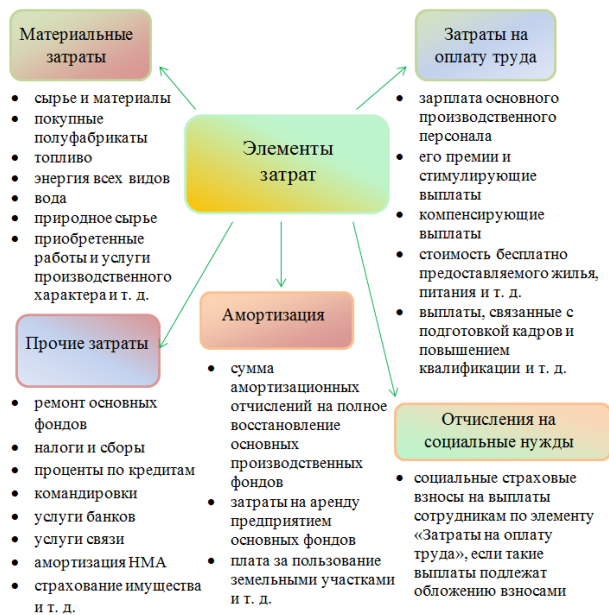 Материальные
затраты
• сырье и материалы
• покупные
полуфабрикаты
• топливо
• энергия всех видов
• вода
• природное сырье
• приобретенные
работы и услуги
производственного
характера и т. д.
Элементы
затрат
Затраты на
оплату труда
• зарплата основного
производственного
персонала
• его премии и
стимулирующие
выплаты
• компенсирующие
выплаты
• стоимость бесплатно
предоставляемого жилья,
питания и т. д.
• выплаты, связанные с
подготовкой кадров и
повышением
квалификации и т. д.
Прочие затраты
• ремонт основных
фондов
• налоги и сборы
• проценты по кредитам
• командировки
• услуги банков
• услуги связи
• амортизация НМА
• страхование имущества
и т. д.
Амортизация
• сумма
амортизационных
отчислений на полное
восстановление
основных
производственных
фондов
• затраты на аренду
предприятием
основных фондов
• плата за пользование
земельными участками
и т. д.
Отчисления на
социальные нужды
• социальные страховые
взносы на выплаты
сотрудникам по элементу
«Затраты на оплату
труда», если такие
выплаты подлежат
обложению взносами